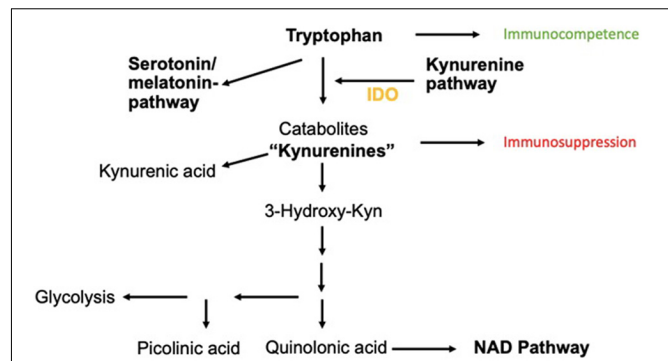 Tryptophan
Immunocompetence
Serotonin/
melatonin-
pathway
Kynurenine
pathway
IDO
Catabolites
“Kynurenines”
Immunosuppression
Kynurenic acid
3-Hydroxy-Kyn
Glycolysis
Picolinic acid
Quinolonic acid
NAD Pathway